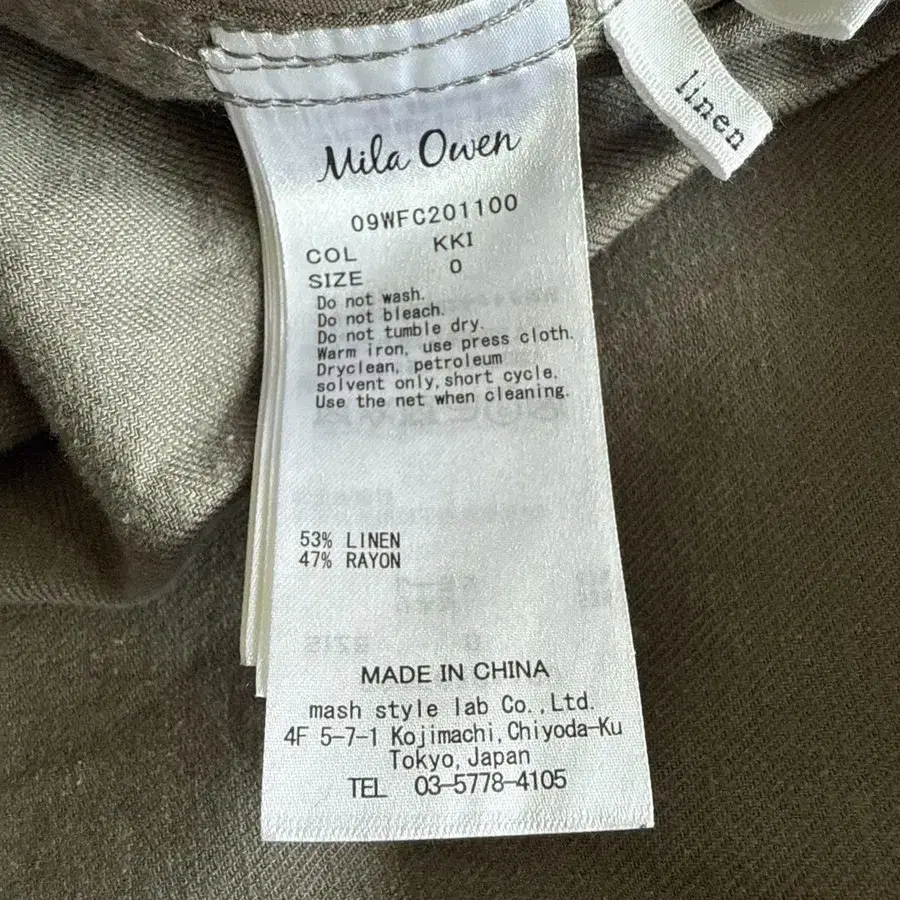 linen
Mila Owen
09WFC201100
COL KKI
SIZE 0
Do not wash.
Do not bleach.
Do not tumble dry.
Warm iron, use press cloth.
Dryclean, petroleum
solvent only,short cycle.
Use the net when cleaning.
53% LINEN
47% RAYON
MADE IN CHINA
mash style lab Co.,Ltd.
4F 5-7-1 Kojimachi,Chiyoda-Ku
Tokyo,Japan
TEL 03-5778-4105